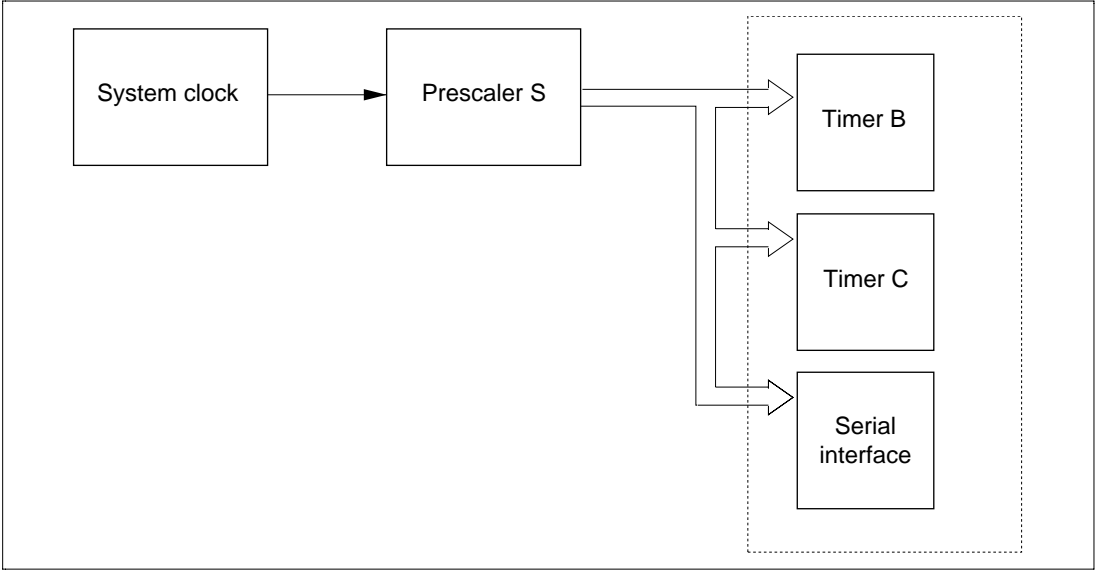 System clock
Prescaler S
Timer B
Timer C
Serial
interface